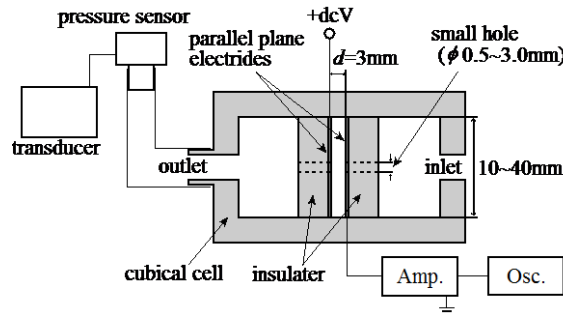 pressure sensor
+dcV
parallel plane
electrides
d=3mm
small hole
(ϕ0.5~3.0mm)
transducer
outlet
inlet
10~40mm
cubical cell
insulater
Amp.
Osc.